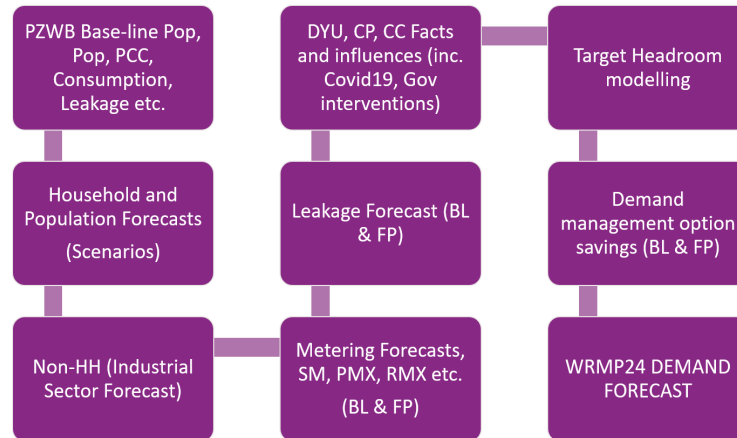 PZWB Base-line Pop,
Pop, PCC,
Consumption,
Leakage etc.
Household and
Population Forecasts
(Scenarios)
Non-HH (Industrial
Sector Forecast)
Metering Forecasts,
SM, PMX, RMX etc.
(BL & FP)
Leakage Forecast (BL
& FP)
DYU, CP, CC Facts
and influences (inc.
Covid19, Gov
interventions)
Target Headroom
modelling
Demand
management option
savings (BL & FP)
WRMP24 DEMAND
FORECAST